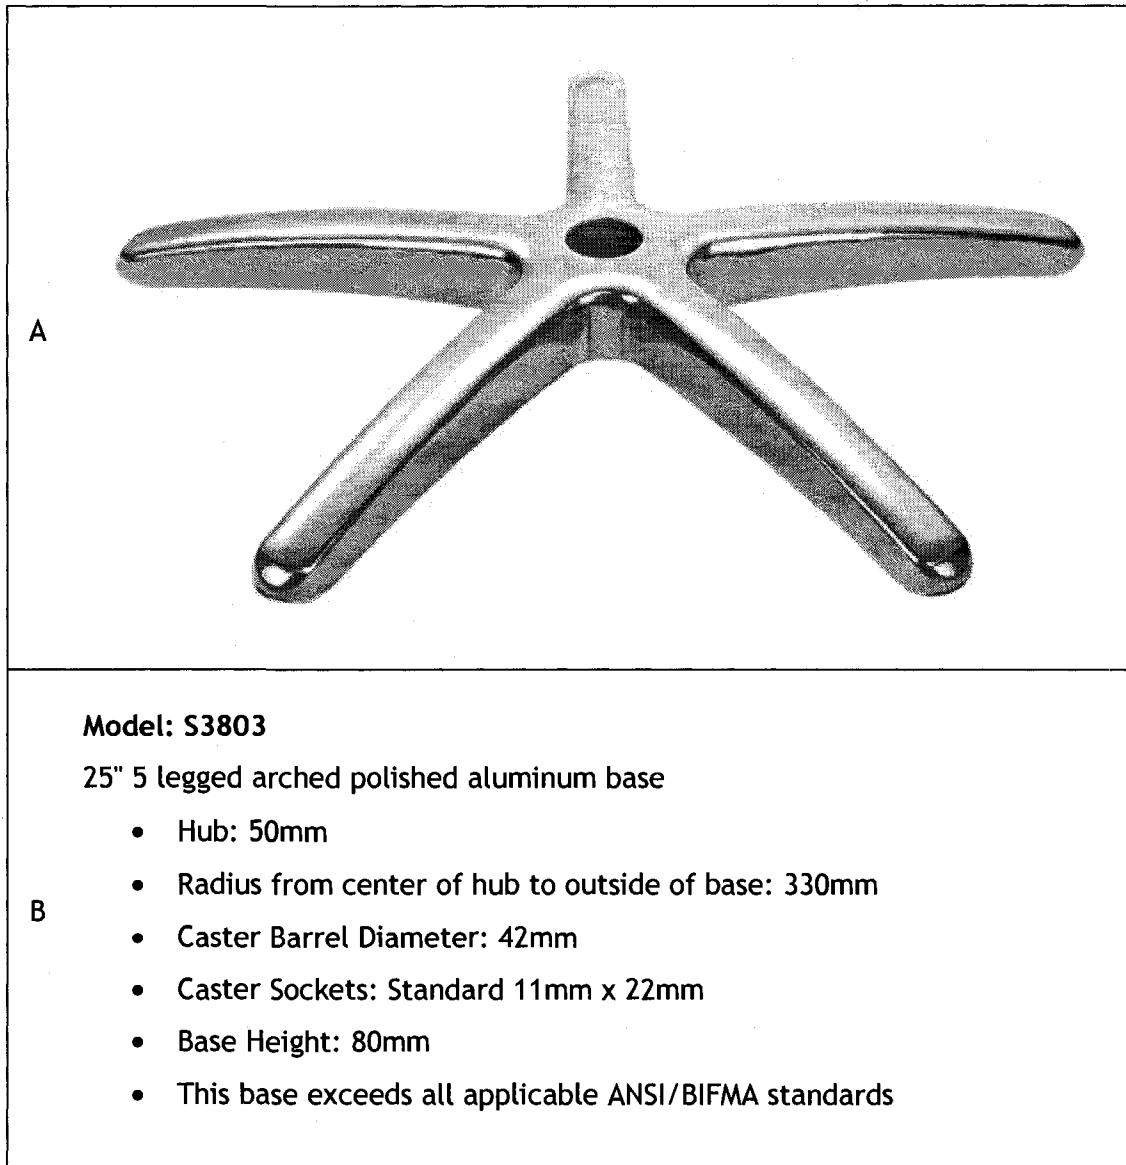 A
Model: S3803
25" 5 legged arched polished aluminum base
• Hub: 50mm
• Radius from center of hub to outside of base: 330mm
B
• Caster Barrel Diameter: 42mm
• Caster Sockets: Standard 11mm x 22mm
• Base Height: 80mm
• This base exceeds all applicable ANSI/BIFMA standards